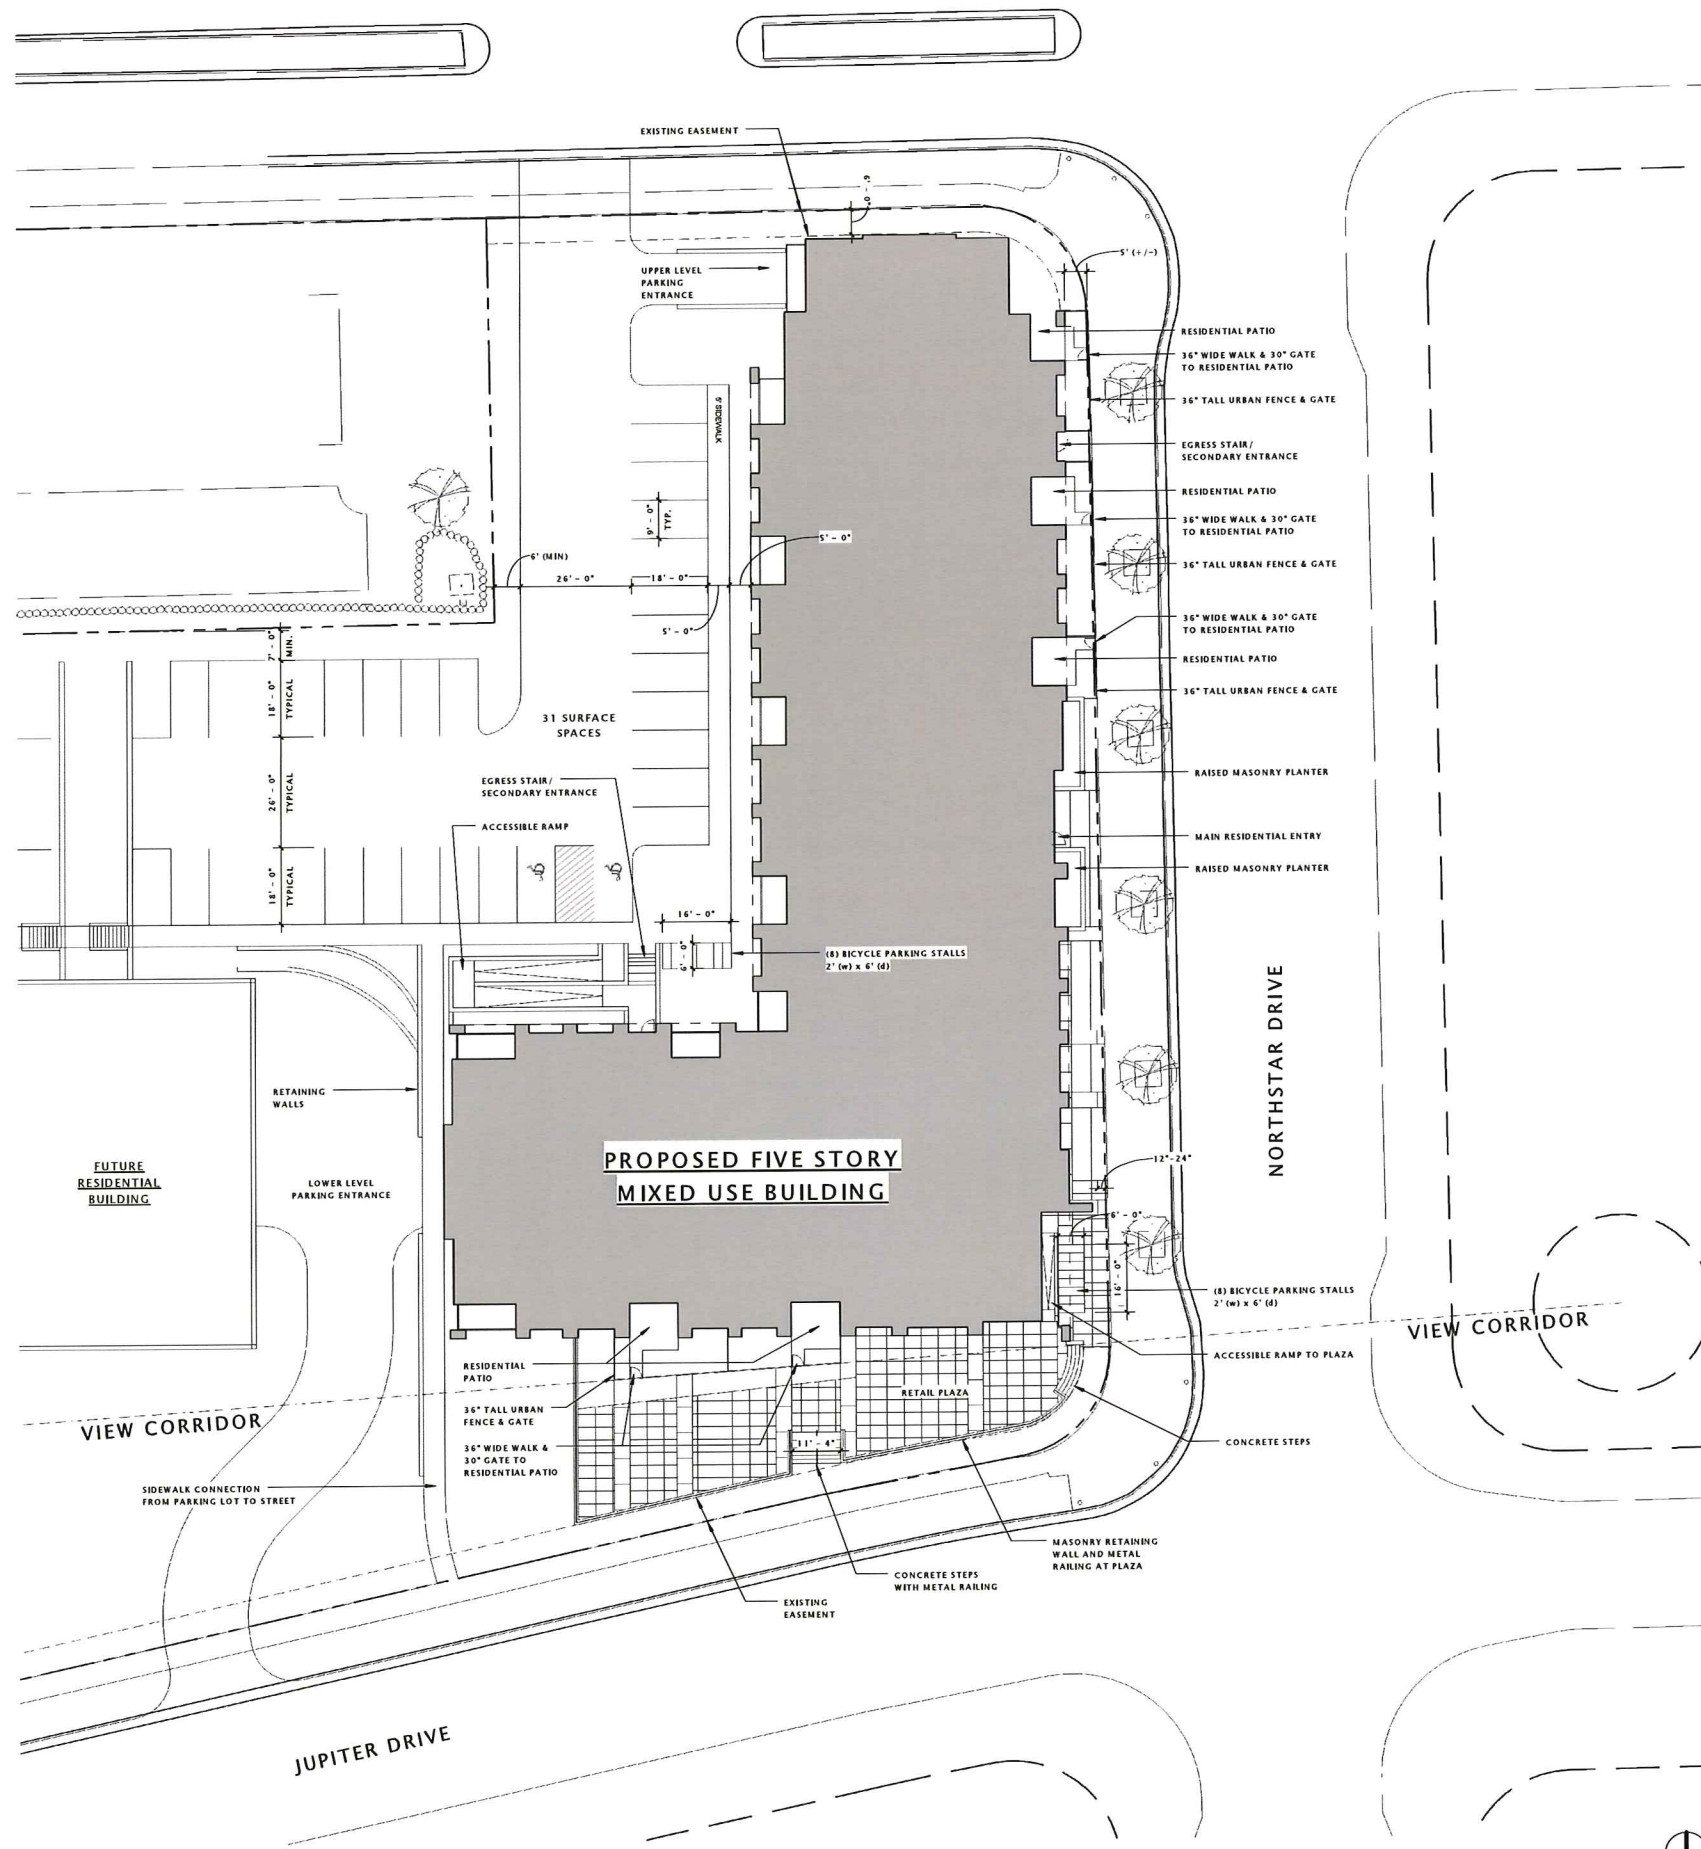 EXISTING EASEMENT
6' - 0"
5' (+/-)
UPPER LEVEL
PARKING
ENTRANCE
RESIDENTIAL PATIO
36" WIDE WALK & 30" GATE
TO RESIDENTIAL PATIO
36" TALL URBAN FENCE & GATE
5' SIDEWALK
EGRESS STAIR/
SECONDARY ENTRANCE
RESIDENTIAL PATIO
9' - 0"
TYP.
36" WIDE WALK & 30" GATE
TO RESIDENTIAL PATIO
5' - 0"
6' (MIN)
36" TALL URBAN FENCE & GATE
26' - 0"
18' - 0"
36" WIDE WALK & 30" GATE
TO RESIDENTIAL PATIO
5' - 0"
7' - 0"
MIN.
RESIDENTIAL PATIO
36" TALL URBAN FENCE & GATE
18' - 0"
TYPICAL
31 SURFACE
SPACES
RAISED MASONRY PLANTER
EGRESS STAIR/
SECONDARY ENTRANCE
26' - 0"
TYPICAL
ACCESSIBLE RAMP
MAIN RESIDENTIAL ENTRY
RAISED MASONRY PLANTER
18' - 0"
TYPICAL
16' - 0"
6' - 0"
(8) BICYCLE PARKING STALLS
2' (w) x 6' (d)
NORTHSTAR DRIVE
RETAINING
WALLS
PROPOSED FIVE STORY
MIXED USE BUILDING
12"-24"
FUTURE
RESIDENTIAL
BUILDING
LOWER LEVEL
PARKING ENTRANCE
6' - 0"
16' - 0"
(8) BICYCLE PARKING STALLS
2' (w) x 6' (d)
VIEW CORRIDOR
ACCESSIBLE RAMP TO PLAZA
RESIDENTIAL
PATIO
RETAIL PLAZA
36" TALL URBAN
FENCE & GATE
VIEW CORRIDOR
11' - 4"
CONCRETE STEPS
36" WIDE WALK &
30" GATE TO
RESIDENTIAL PATIO
SIDEWALK CONNECTION
FROM PARKING LOT TO STREET
MASONRY RETAINING
WALL AND METAL
RAILING AT PLAZA
CONCRETE STEPS
WITH METAL RAILING
EXISTING
EASEMENT
JUPITER DRIVE